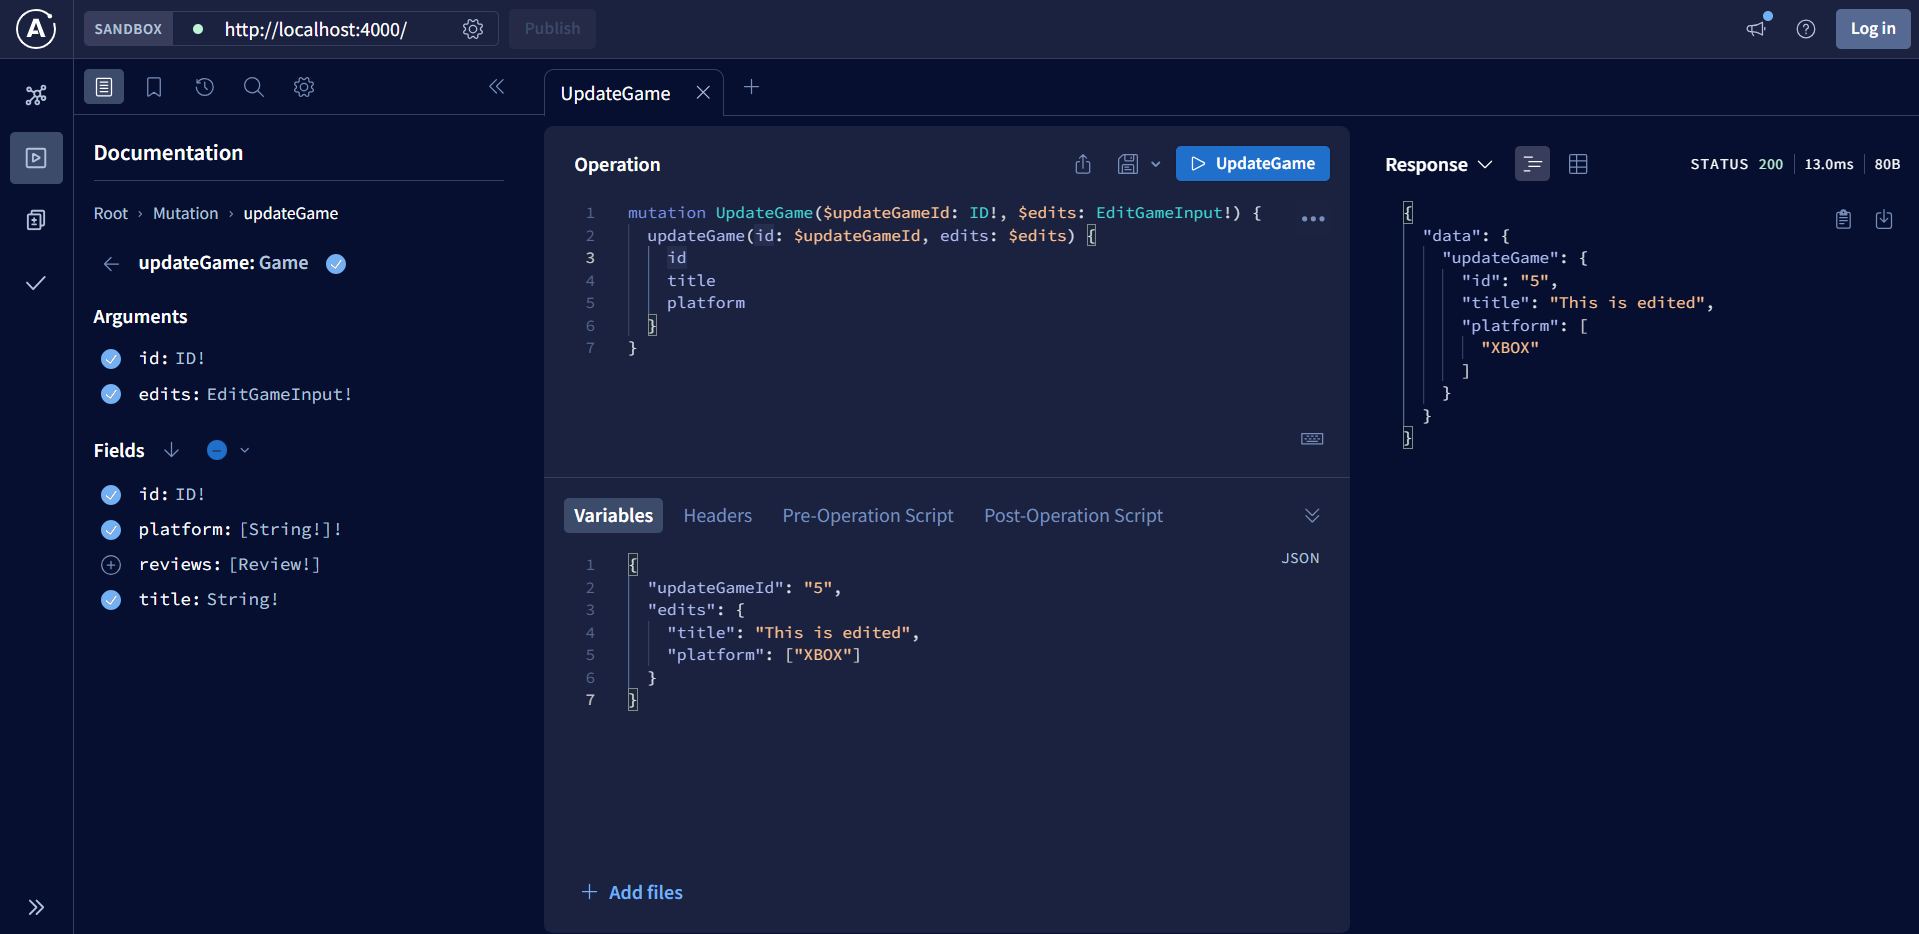 SANDBOX http://localhost:4000/ Publish Log in
UpdateGame
Documentation
Root › Mutation › updateGame
updateGame: Game
Arguments
id: ID!
edits: EditGameInput!
Fields
id: ID!
platform: [String!]!
reviews: [Review!]
title: String!
Operation
UpdateGame
1 mutation UpdateGame($updateGameId: ID!, $edits: EditGameInput!) {
2 updateGame(id: $updateGameId, edits: $edits) {
3 id
4 title
5 platform
6 }
7 }
Variables Headers Pre-Operation Script Post-Operation Script
JSON
1 {
2 "updateGameId": "5",
3 "edits": {
4 "title": "This is edited",
5 "platform": ["XBOX"]
6 }
7 }
Add files
Response STATUS 200 13.0ms 80B
{
"data": {
"updateGame": {
"id": "5",
"title": "This is edited",
"platform": [
"XBOX"
]
}
}
}